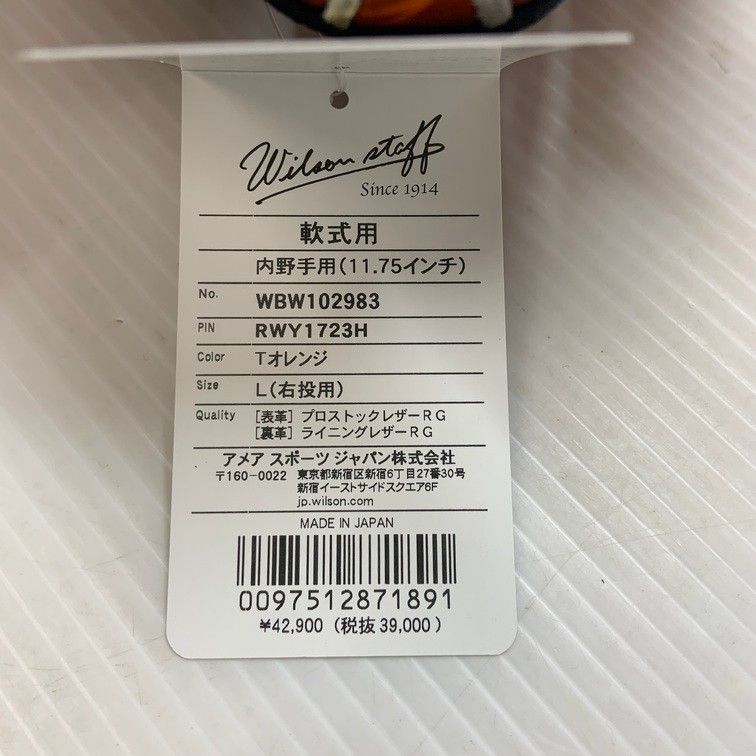 Wilson staff
Since 1914
軟式用
内野手用(11.75インチ)
No. WBW102983
PIN RWY1723H
Color Tオレンジ
Size L(右投用)
Quality [表革] プロストックレザーRG
[裏革] ライニングレザーRG
アメア スポーツ ジャパン株式会社
〒160-0022 東京都新宿区新宿6丁目27番30号
新宿イーストサイドスクエア6F
jp.wilson.com
MADE IN JAPAN
0097512871891
¥42,900 (税抜39,000)